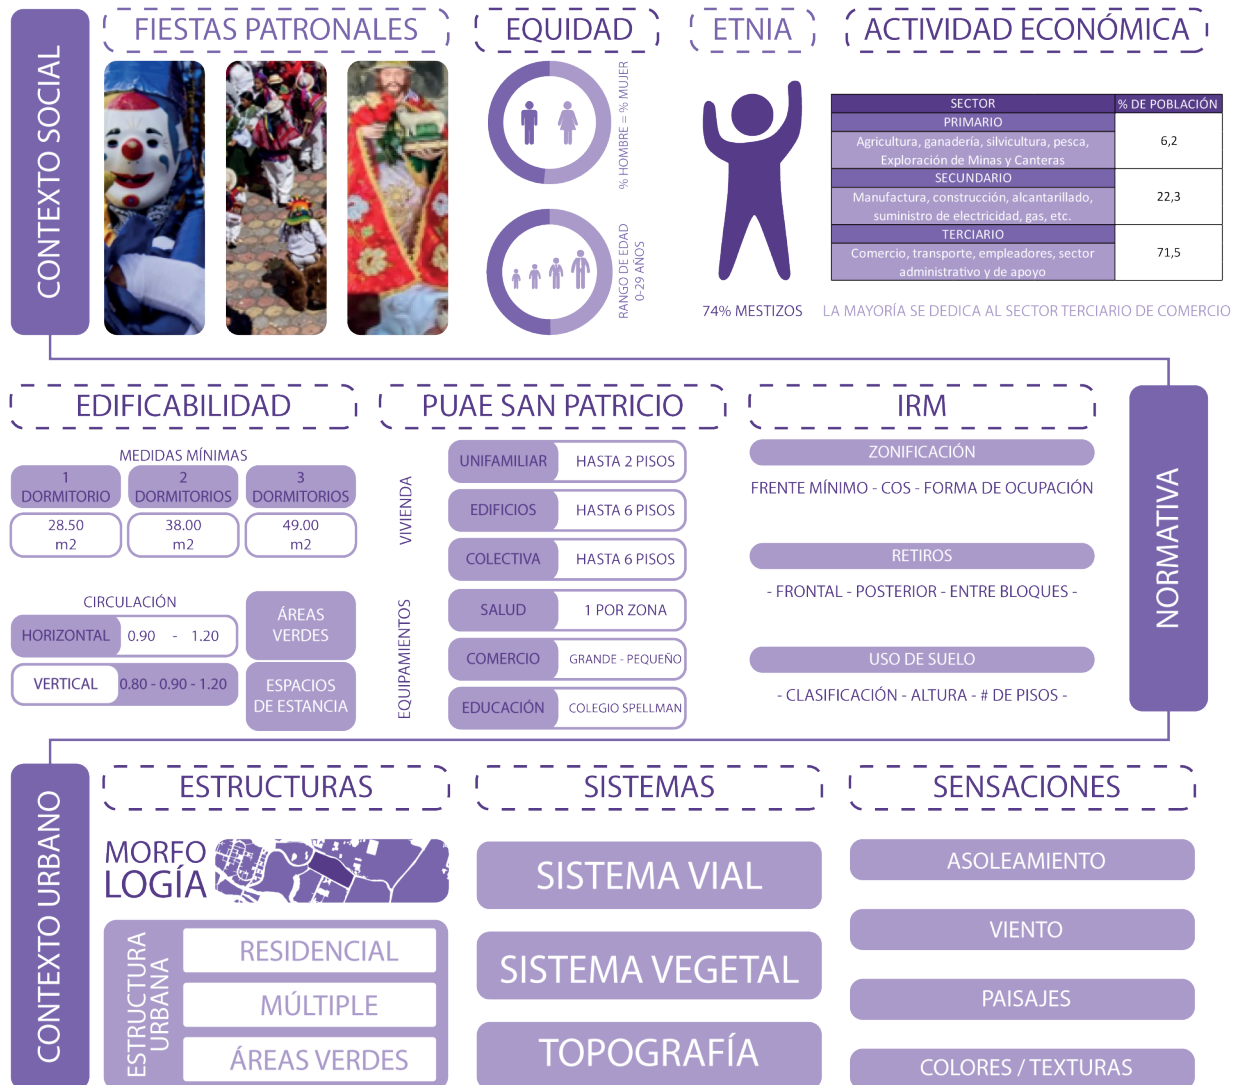 CONTEXTO SOCIAL
FIESTAS PATRONALES
EQUIDAD
% HOMBRE = % MUJER
RANGO DE EDAD
0-29 AÑOS
ETNIA
74% MESTIZOS
ACTIVIDAD ECONÓMICA
SECTOR % DE POBLACIÓN
PRIMARIO
Agricultura, ganadería, silvicultura, pesca,
Exploración de Minas y Canteras
6,2
SECUNDARIO
Manufactura, construcción, alcantarillado,
suministro de electricidad, gas, etc.
22,3
TERCIARIO
Comercio, transporte, empleadores, sector
administrativo y de apoyo
71,5
LA MAYORÍA SE DEDICA AL SECTOR TERCIARIO DE COMERCIO
NORMATIVA
EDIFICABILIDAD
MEDIDAS MÍNIMAS
1
DORMITORIO
2
DORMITORIOS
3
DORMITORIOS
28.50
m2
38.00
m2
49.00
m2
CIRCULACIÓN
HORIZONTAL 0.90 - 1.20
VERTICAL 0.80 - 0.90 - 1.20
ÁREAS
VERDES
ESPACIOS
DE ESTANCIA
PUAE SAN PATRICIO
VIVIENDA
UNIFAMILIAR HASTA 2 PISOS
EDIFICIOS HASTA 6 PISOS
COLECTIVA HASTA 6 PISOS
EQUIPAMIENTOS
SALUD 1 POR ZONA
COMERCIO GRANDE - PEQUEÑO
EDUCACIÓN COLEGIO SPELLMAN
IRM
ZONIFICACIÓN
FRENTE MÍNIMO - COS - FORMA DE OCUPACIÓN
RETIROS
- FRONTAL - POSTERIOR - ENTRE BLOQUES -
USO DE SUELO
- CLASIFICACIÓN - ALTURA - # DE PISOS -
CONTEXTO URBANO
ESTRUCTURAS
MORFO
LOGÍA
ESTRUCTURA
URBANA
RESIDENCIAL
MÚLTIPLE
ÁREAS VERDES
SISTEMAS
SISTEMA VIAL
SISTEMA VEGETAL
TOPOGRAFÍA
SENSACIONES
ASOLEAMIENTO
VIENTO
PAISAJES
COLORES / TEXTURAS